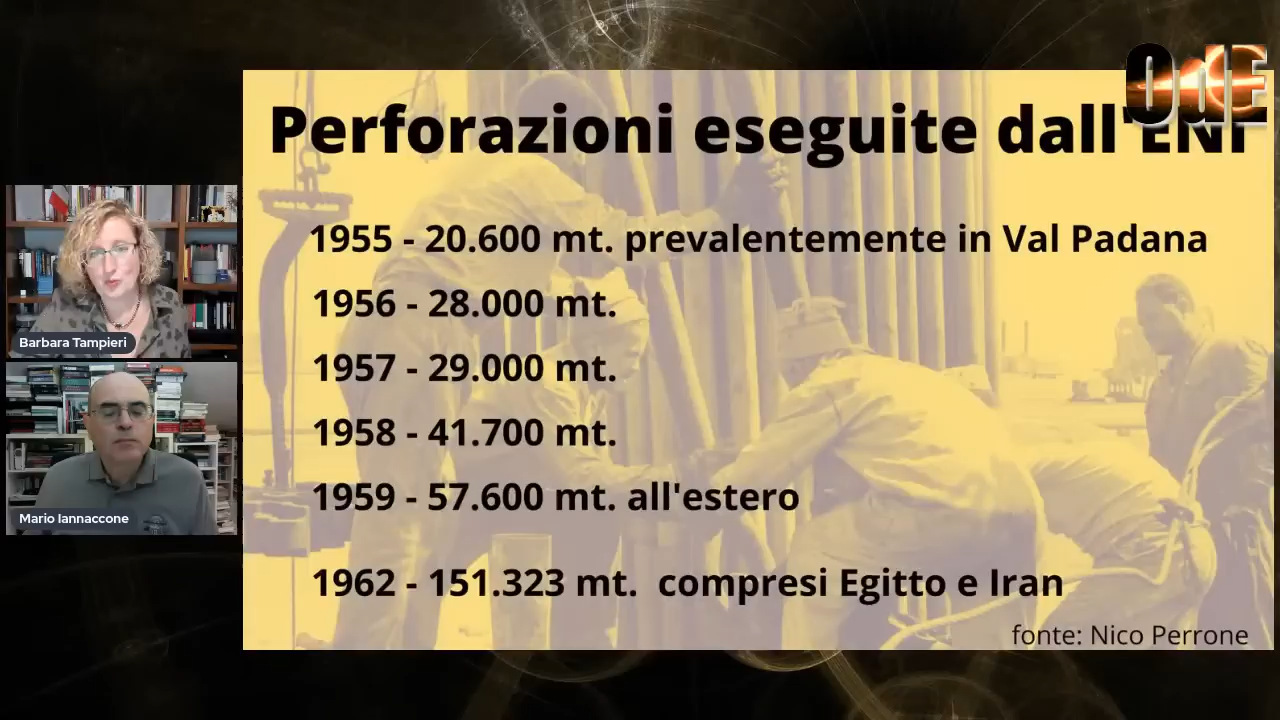 OdE
Perforazioni eseguite dall'ENI
1955 - 20.600 mt. prevalentemente in Val Padana
1956 - 28.000 mt.
1957 - 29.000 mt.
1958 - 41.700 mt.
1959 - 57.600 mt. all'estero
1962 - 151.323 mt. compresi Egitto e Iran
fonte: Nico Perrone
Barbara Tampieri
Mario Iannaccone